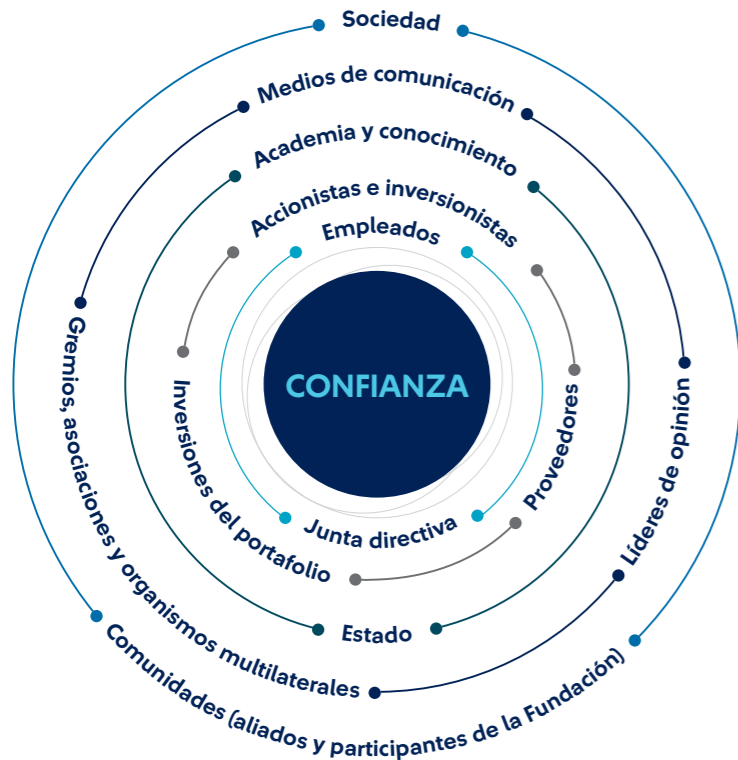 Sociedad
Medios de comunicación
Academia y conocimiento
Accionistas e inversionistas
Empleados
CONFIANZA
Junta directiva
Inversiones del portafolio
Proveedores
Estado
Gremios, asociaciones y organismos multilaterales
Líderes de opinión
Comunidades (aliados y participantes de la Fundación)